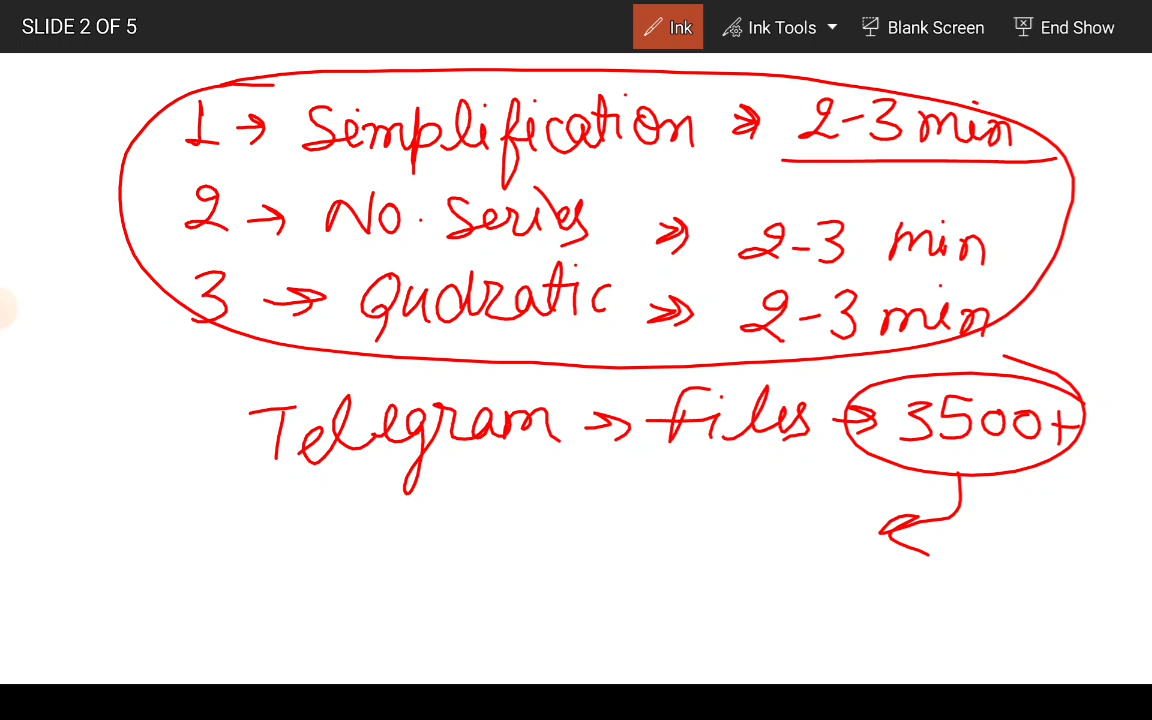 SLIDE 2 OF 5 Ink Ink Tools Blank Screen End Show
1 → Simplification ⇒ 2-3 min
2 → No. Series ⇒ 2-3 min
3 → Qudratic ⇒ 2-3 min
Telegram → Files → 3500+